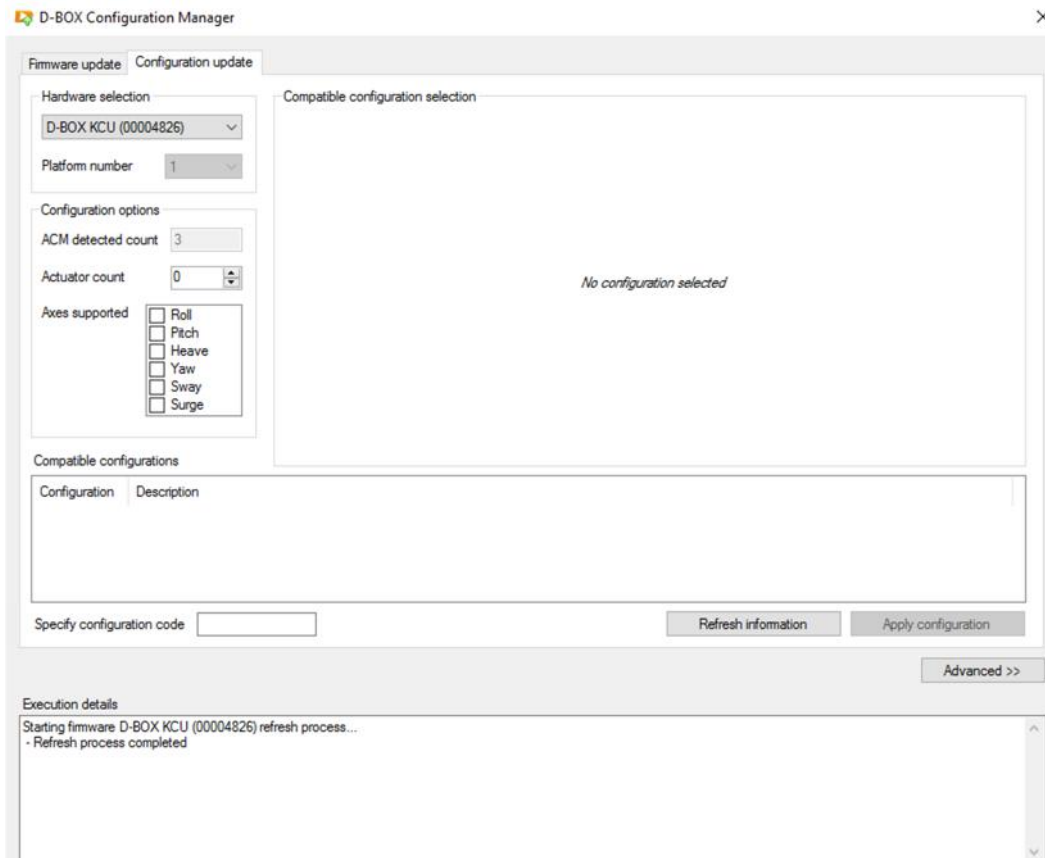 D-BOX Configuration Manager
Firmware update Configuration update
Hardware selection
D-BOX KCU (00004826)
Platform number 1
Configuration options
ACM detected count 3
Actuator count 0
Axes supported
Roll
Pitch
Heave
Yaw
Sway
Surge
Compatible configuration selection
No configuration selected
Compatible configurations
Configuration Description
Specify configuration code
Refresh information Apply configuration
Advanced >>
Execution details
Starting firmware D-BOX KCU (00004826) refresh process...
- Refresh process completed